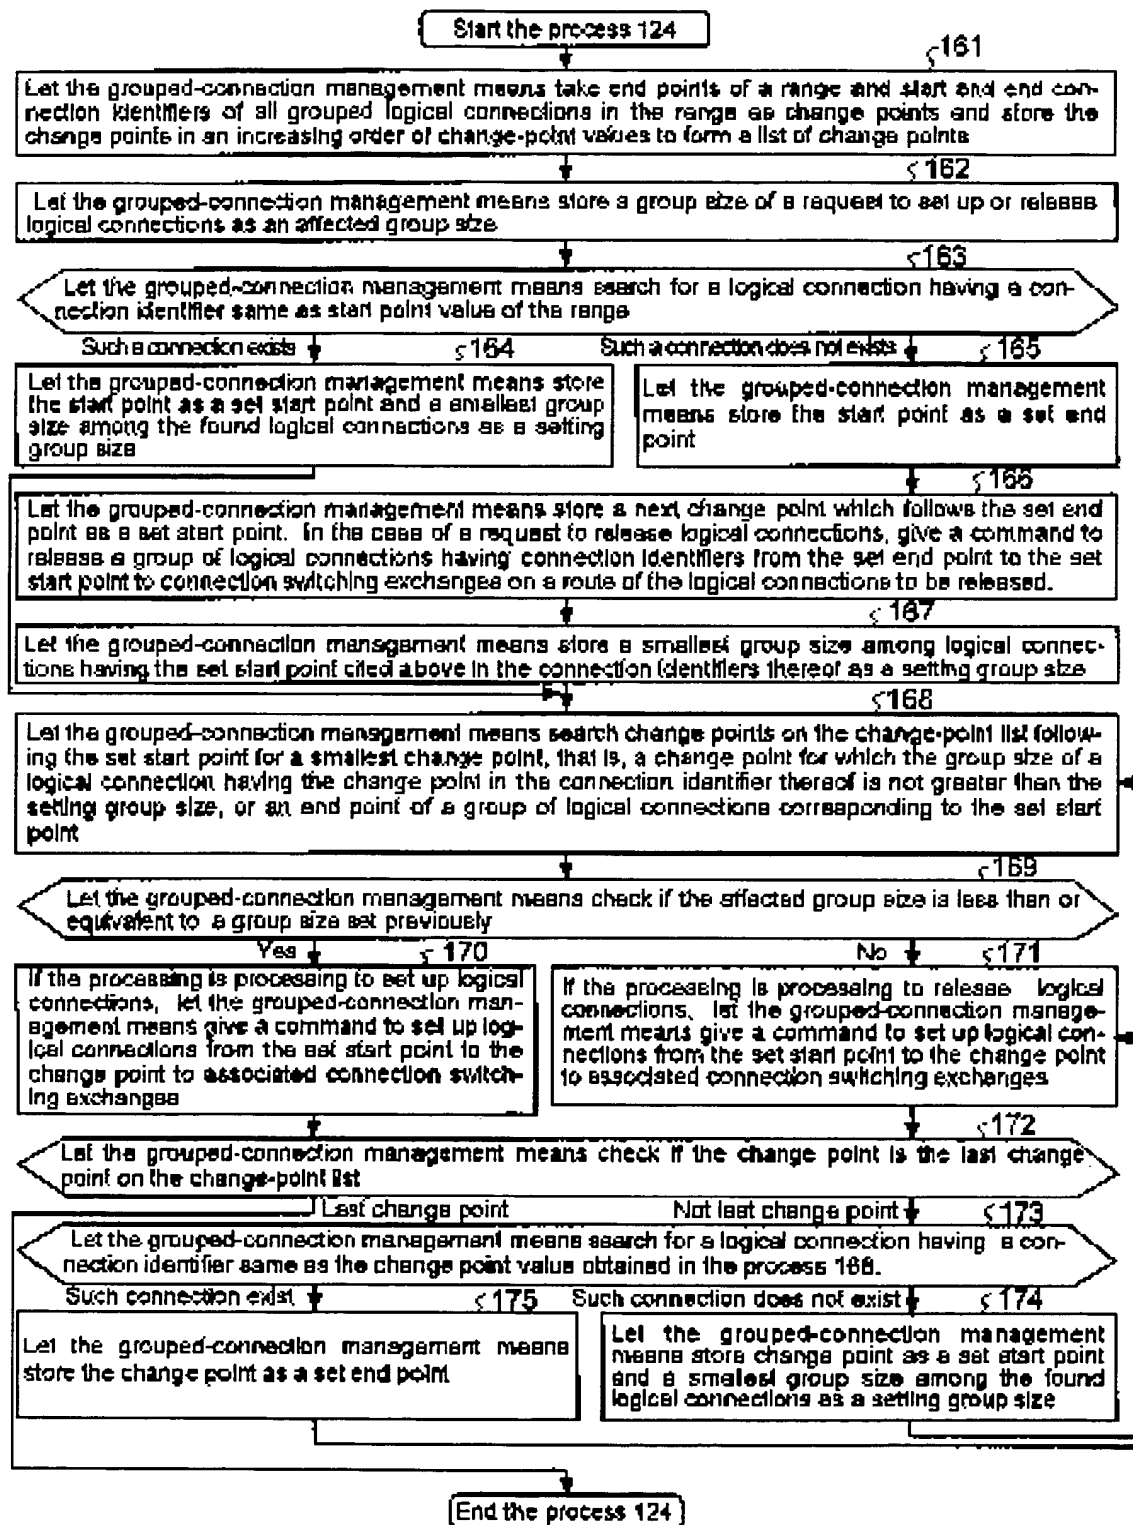 Start the process 124
161
Let the grouped-connection management means take end points of a range and start and end con-
nection identifiers of all grouped logical connections in the range as change points and store the
change points in an increasing order of change-point values to form a list of change points
162
Let the grouped-connection management means store a group size of a request to set up or release
logical connections as an affected group size
163
Let the grouped-connection management means search for a logical connection having a con-
nection identifier same as start point value of the range
Such a connection exists
164
Such a connection does not exists
165
Let the grouped-connection management means store
the start point as a set start point and a smallest group
size among the found logical connections as a setting
group size
Let the grouped-connection management
means store the start point as a set end
point
166
Let the grouped-connection management means store a next change point which follows the set end
point as a set start point. In the case of a request to release logical connections, give a command to
release a group of logical connections having connection identifiers from the set end point to the set
start point to connection switching exchanges on a route of the logical connections to be released.
167
Let the grouped-connection management means store a smallest group size among logical connec-
tions having the set start point cited above in the connection identifiers thereof as a setting group size
168
Let the grouped-connection management means search change points on the change-point list follow-
ing the set start point for a smallest change point, that is, a change point for which the group size of a
logical connection having the change point in the connection identifier thereof is not greater than the
setting group size, or an end point of a group of logical connections corresponding to the set start
point
169
Let the grouped-connection management means check if the affected group size is less than or
equivalent to a group size set previously
Yes
170
No
171
If the processing is processing to set up logical
connections, let the grouped-connection man-
agement means give a command to set up log-
ical connections from the set start point to the
change point to associated connection switch-
ing exchanges
If the processing is processing to release logical
connections, let the grouped-connection manage-
ment means give a command to set up logical con-
nections from the set start point to the change point
to associated connection switching exchanges
172
Let the grouped-connection management means check if the change point is the last change
point on the change-point list
Last change point
Not last change point
173
Let the grouped-connection management means search for a logical connection having a con-
nection identifier same as the change point value obtained in the process 168.
Such connection exist
175
Such connection does not exist
174
Let the grouped-connection management means
store the change point as a set end point
Let the grouped-connection management
means store change point as a set start point
and a smalest group size among the found
logical connections as a setting group size
End the process 124